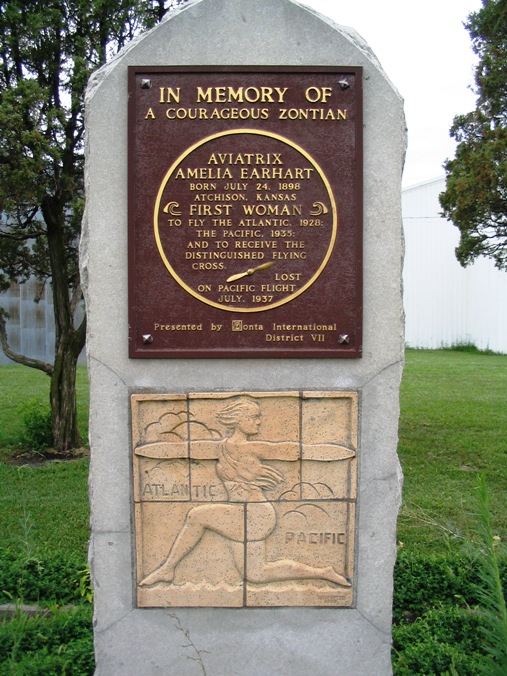 IN MEMORY OF
A COURAGEOUS ZONTIAN
AVIATRIX
AMELIA EARHART
BORN JULY 24, 1898
ATCHISON, KANSAS
FIRST WOMAN
TO FLY THE ATLANTIC, 1928;
THE PACIFIC, 1935;
AND TO RECEIVE THE
DISTINGUISHED FLYING
CROSS.
LOST
ON PACIFIC FLIGHT
JULY, 1937
Presented by Zonta International
District VII
ATLANTIC
PACIFIC